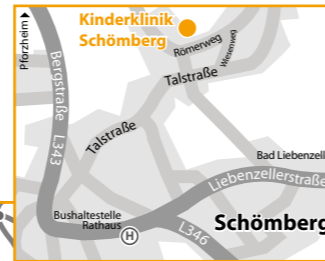 Pforzheim
Kinderklinik
Schömberg
Römerweg
Wiesenweg
Talstraße
Bergstraße L343
Talstraße
Bad Liebenzell
Liebenzellerstraße
Bushaltestelle
Rathaus
H
Schömberg
L346